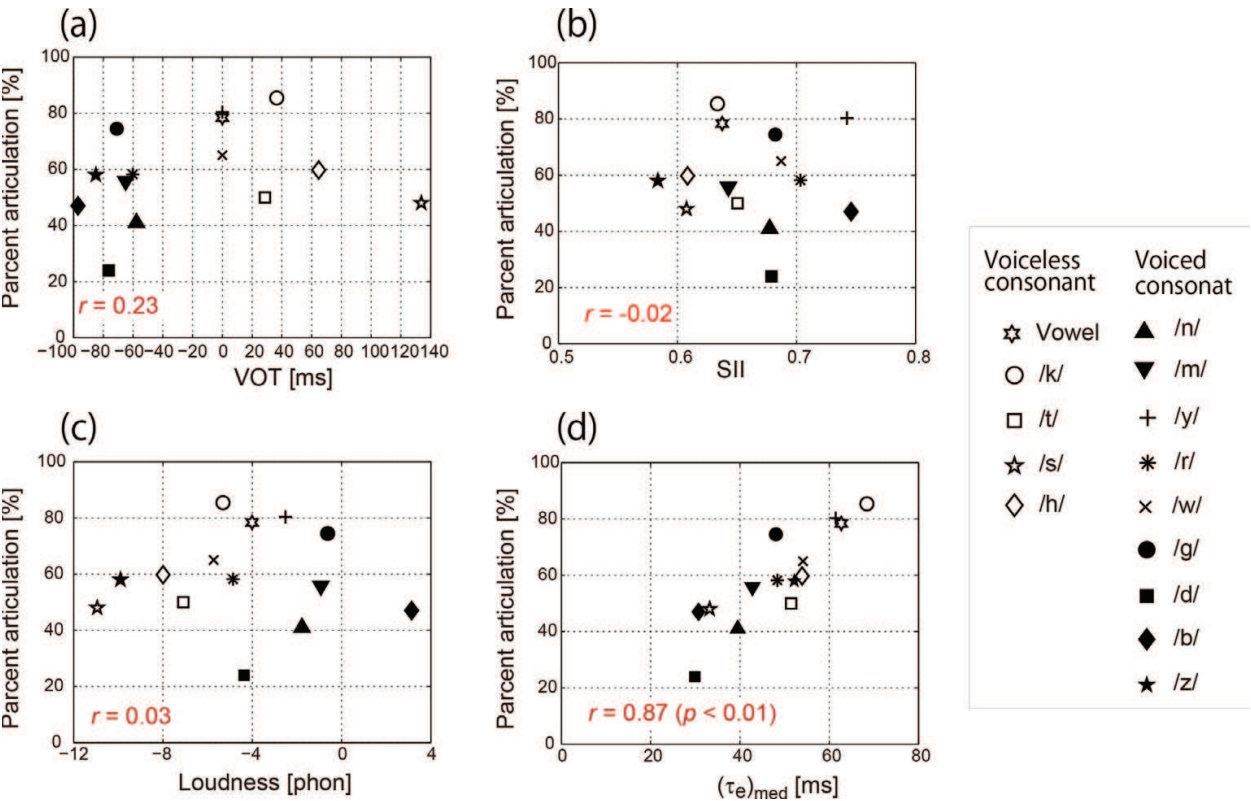 (a)
Parcent articulation [%]
100
80
60
40
20
0
r = 0.23
−100 −80 −60 −40 −20 0 20 40 60 80 100 120 140
VOT [ms]
(b)
Parcent articulation [%]
100
80
60
40
20
0
r = -0.02
0.5 0.6 0.7 0.8
SII
(c)
Parcent articulation [%]
100
80
60
40
20
0
r = 0.03
−12 −8 −4 0 4
Loudness [phon]
(d)
Parcent articulation [%]
100
80
60
40
20
0
r = 0.87 (p < 0.01)
0 20 40 60 80
(τe)med [ms]
Voiceless
consonant
Vowel
/k/
/t/
/s/
/h/
Voiced
consonat
/n/
/m/
/y/
/r/
/w/
/g/
/d/
/b/
/z/